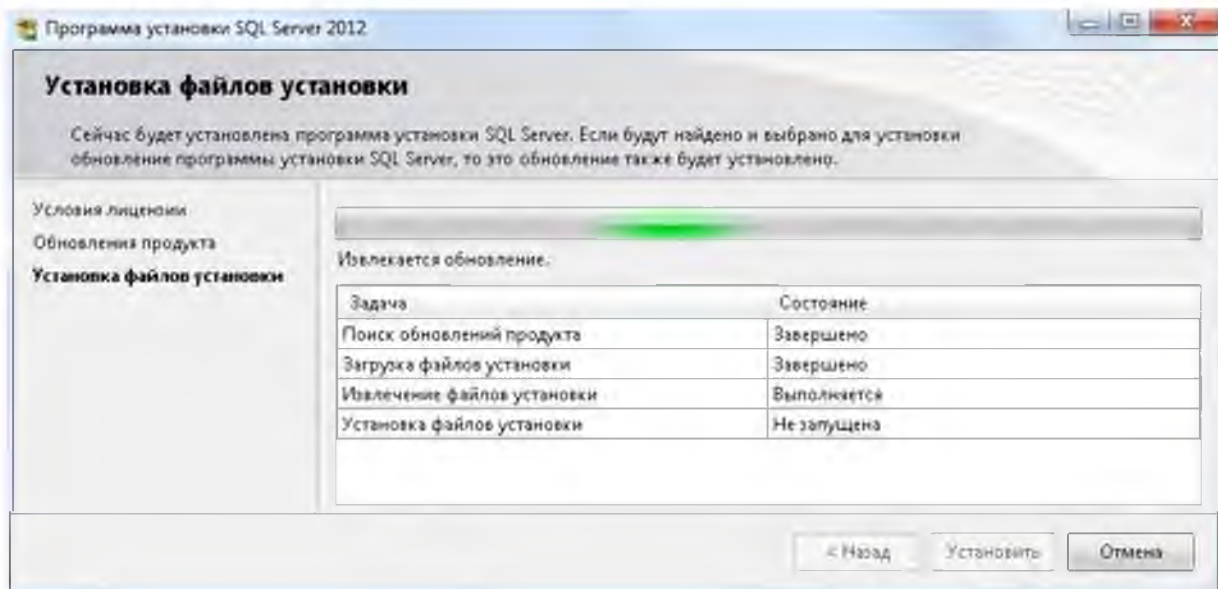 Программа установки SQL Server 2012
Установка файлов установки
Сейчас будет установлена программа установки SQL Server. Если будут найдено и выбрано для установки
обновление программы установки SQL Server, то это обновление также будет установлено.
Условия лицензии
Обновления продукта
Установка файлов установки
Извлекается обновление.
Задача Состояние
Поиск обновлений продукта Завершено
Загрузка файлов установки Завершено
Извлечение файлов установки Выполняется
Установка файлов установки Не запущена
< Назад Установить Отмена